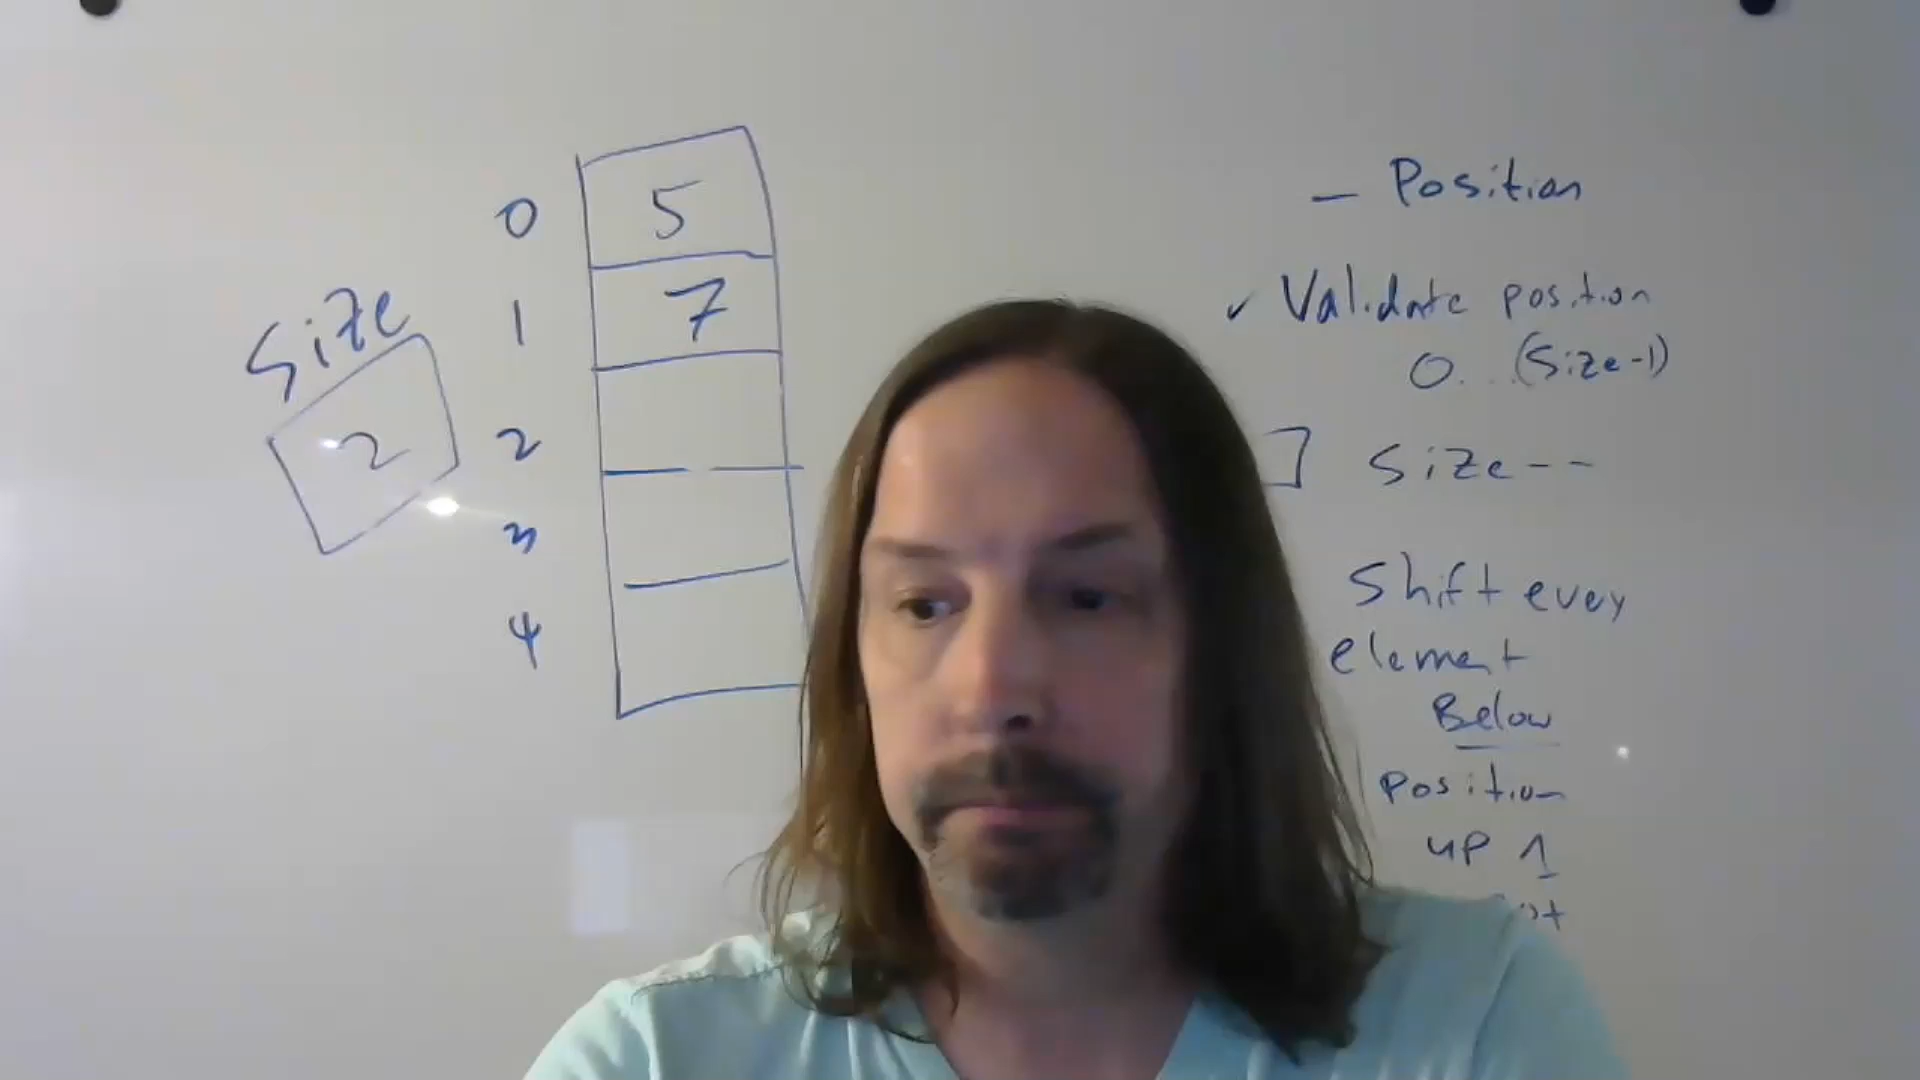 Size
2
0 5
1 7
2
3
4
- Position
✓ Validate position
0...(Size-1)
Size--
Shift evey
element
Below
position
up 1